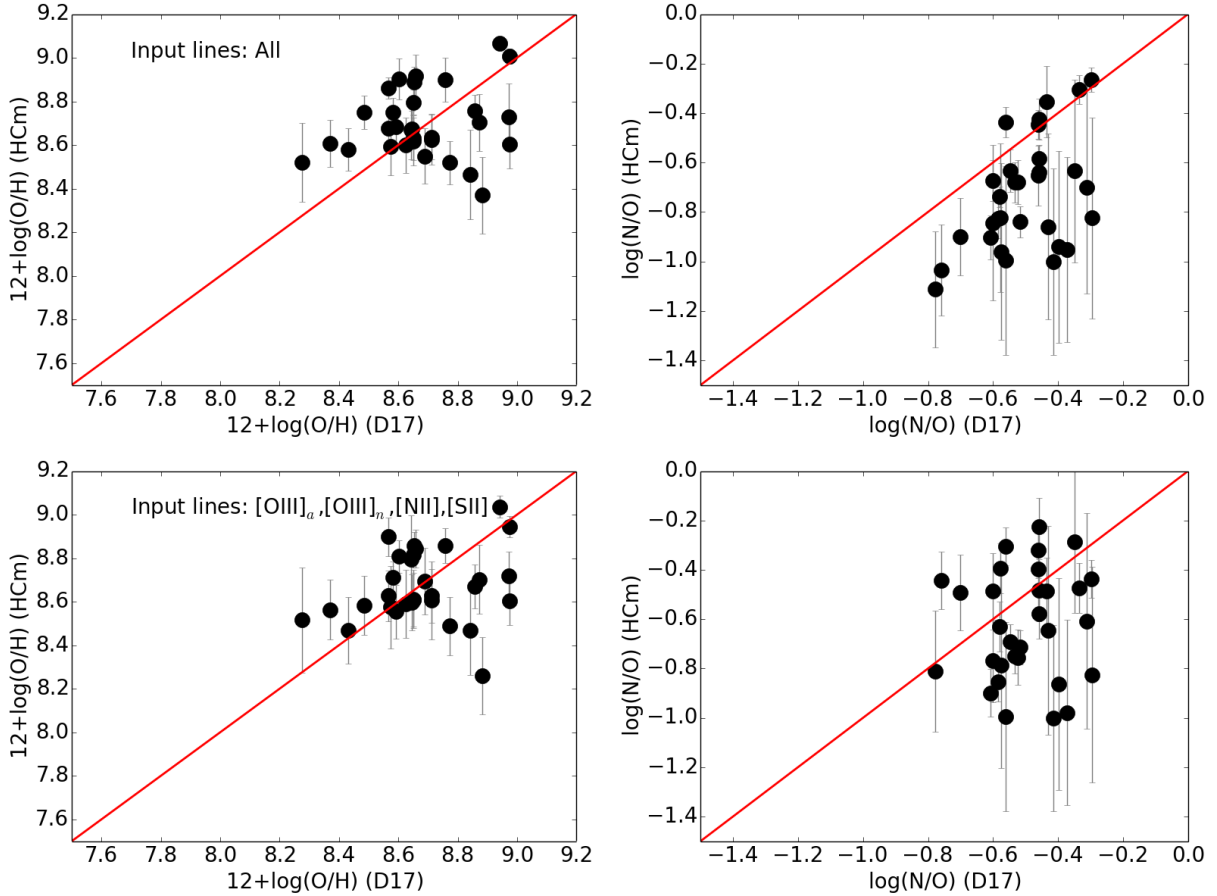 9.2
9.0
8.8
8.6
8.4
8.2
8.0
7.8
7.6
12+log(O/H) (HCm)
Input lines: All
7.6 7.8 8.0 8.2 8.4 8.6 8.8 9.0 9.2
12+log(O/H) (D17)
0.0
−0.2
−0.4
−0.6
−0.8
−1.0
−1.2
−1.4
log(N/O) (HCm)
−1.4 −1.2 −1.0 −0.8 −0.6 −0.4 −0.2 0.0
log(N/O) (D17)
9.2
9.0
8.8
8.6
8.4
8.2
8.0
7.8
7.6
12+log(O/H) (HCm)
Input lines: [OIII]a,[OIII]n,[NII],[SII]
7.6 7.8 8.0 8.2 8.4 8.6 8.8 9.0 9.2
12+log(O/H) (D17)
0.0
−0.2
−0.4
−0.6
−0.8
−1.0
−1.2
−1.4
log(N/O) (HCm)
−1.4 −1.2 −1.0 −0.8 −0.6 −0.4 −0.2 0.0
log(N/O) (D17)